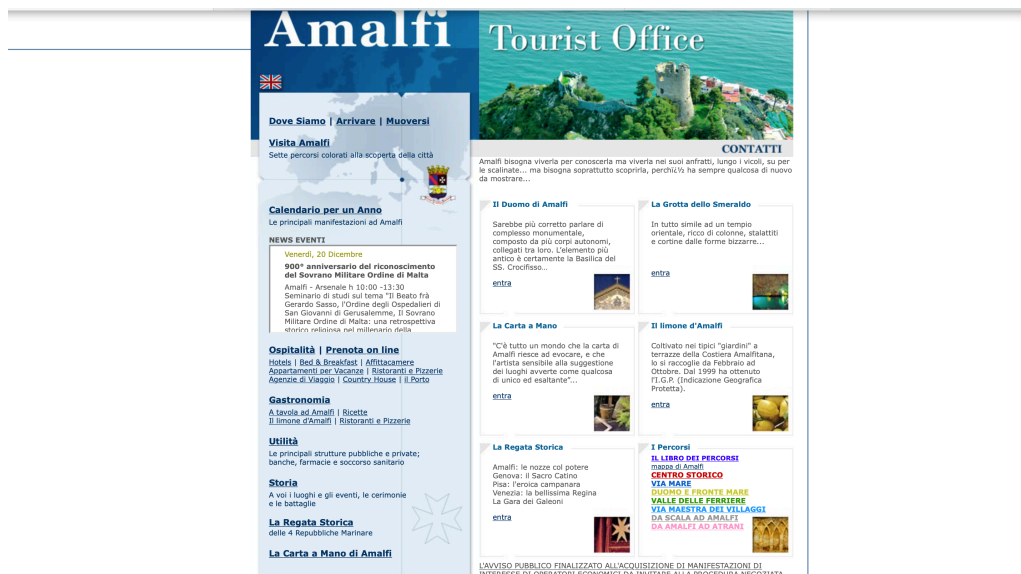 Amalfi
Tourist Office
Dove Siamo | Arrivare | Muoversi
Visita Amalfi
Sette percorsi colorati alla scoperta della città
Calendario per un Anno
Le principali manifestazioni ad Amalfi
NEWS EVENTI
Venerdì, 20 Dicembre
900° anniversario del riconoscimento
del Sovrano Militare Ordine di Malta
Amalfi - Arsenale h 10:00 -13:30
Seminario di studi sul tema "Il Beato frà
Gerardo Sasso, l'Ordine degli Ospedalieri di
San Giovanni di Gerusalemme, Il Sovrano
Militare Ordine di Malta: una retrospettiva
storico religiosa nel millenario della
Ospitalità | Prenota on line
Hotels | Bed & Breakfast | Affittacamere
Appartamenti per Vacanze | Ristoranti e Pizzerie
Agenzie di Viaggio | Country House | il Porto
Gastronomia
A tavola ad Amalfi | Ricette
Il limone d'Amalfi | Ristoranti e Pizzerie
Utilità
Le principali strutture pubbliche e private;
banche, farmacie e soccorso sanitario
Storia
A voi i luoghi e gli eventi, le cerimonie
e le battaglie
La Regata Storica
delle 4 Repubbliche Marinare
La Carta a Mano di Amalfi
CONTATTI
Amalfi bisogna viverla per conoscerla ma viverla nei suoi anfratti, lungo i vicoli, su per
le scalinate... ma bisogna soprattutto scoprirla, perchï¿½ ha sempre qualcosa di nuovo
da mostrare...
Il Duomo di Amalfi
Sarebbe più corretto parlare di
complesso monumentale,
composto da più corpi autonomi,
collegati tra loro. L'elemento più
antico è certamente la Basilica del
SS. Crocifisso...
entra
La Grotta dello Smeraldo
In tutto simile ad un tempio
orientale, ricco di colonne, stalattiti
e cortine dalle forme bizzarre...
entra
La Carta a Mano
"C'è tutto un mondo che la carta di
Amalfi riesce ad evocare, e che
l'artista sensibile alla suggestione
dei luoghi avverte come qualcosa
di unico ed esaltante"...
entra
Il limone d'Amalfi
Coltivato nei tipici "giardini" a
terrazze della Costiera Amalfitana,
lo si raccoglie da Febbraio ad
Ottobre. Dal 1999 ha ottenuto
l'I.G.P. (Indicazione Geografica
Protetta).
entra
La Regata Storica
Amalfi: le nozze col potere
Genova: il Sacro Catino
Pisa: l'eroica campanara
Venezia: la bellissima Regina
La Gara dei Galeoni
entra
I Percorsi
IL LIBRO DEI PERCORSI
mappa di Amalfi
CENTRO STORICO
VIA MARE
DUOMO E FRONTE MARE
VALLE DELLE FERRIERE
VIA MAESTRA DEI VILLAGGI
DA SCALA AD AMALFI
DA AMALFI AD ATRANI
L'AVVISO PUBBLICO FINALIZZATO ALL'ACQUISIZIONE DI MANIFESTAZIONI DI
INTERESSE DI OPERATORI ECONOMICI DA INVITARE ALLA PROCEDURA NEGOZIATA